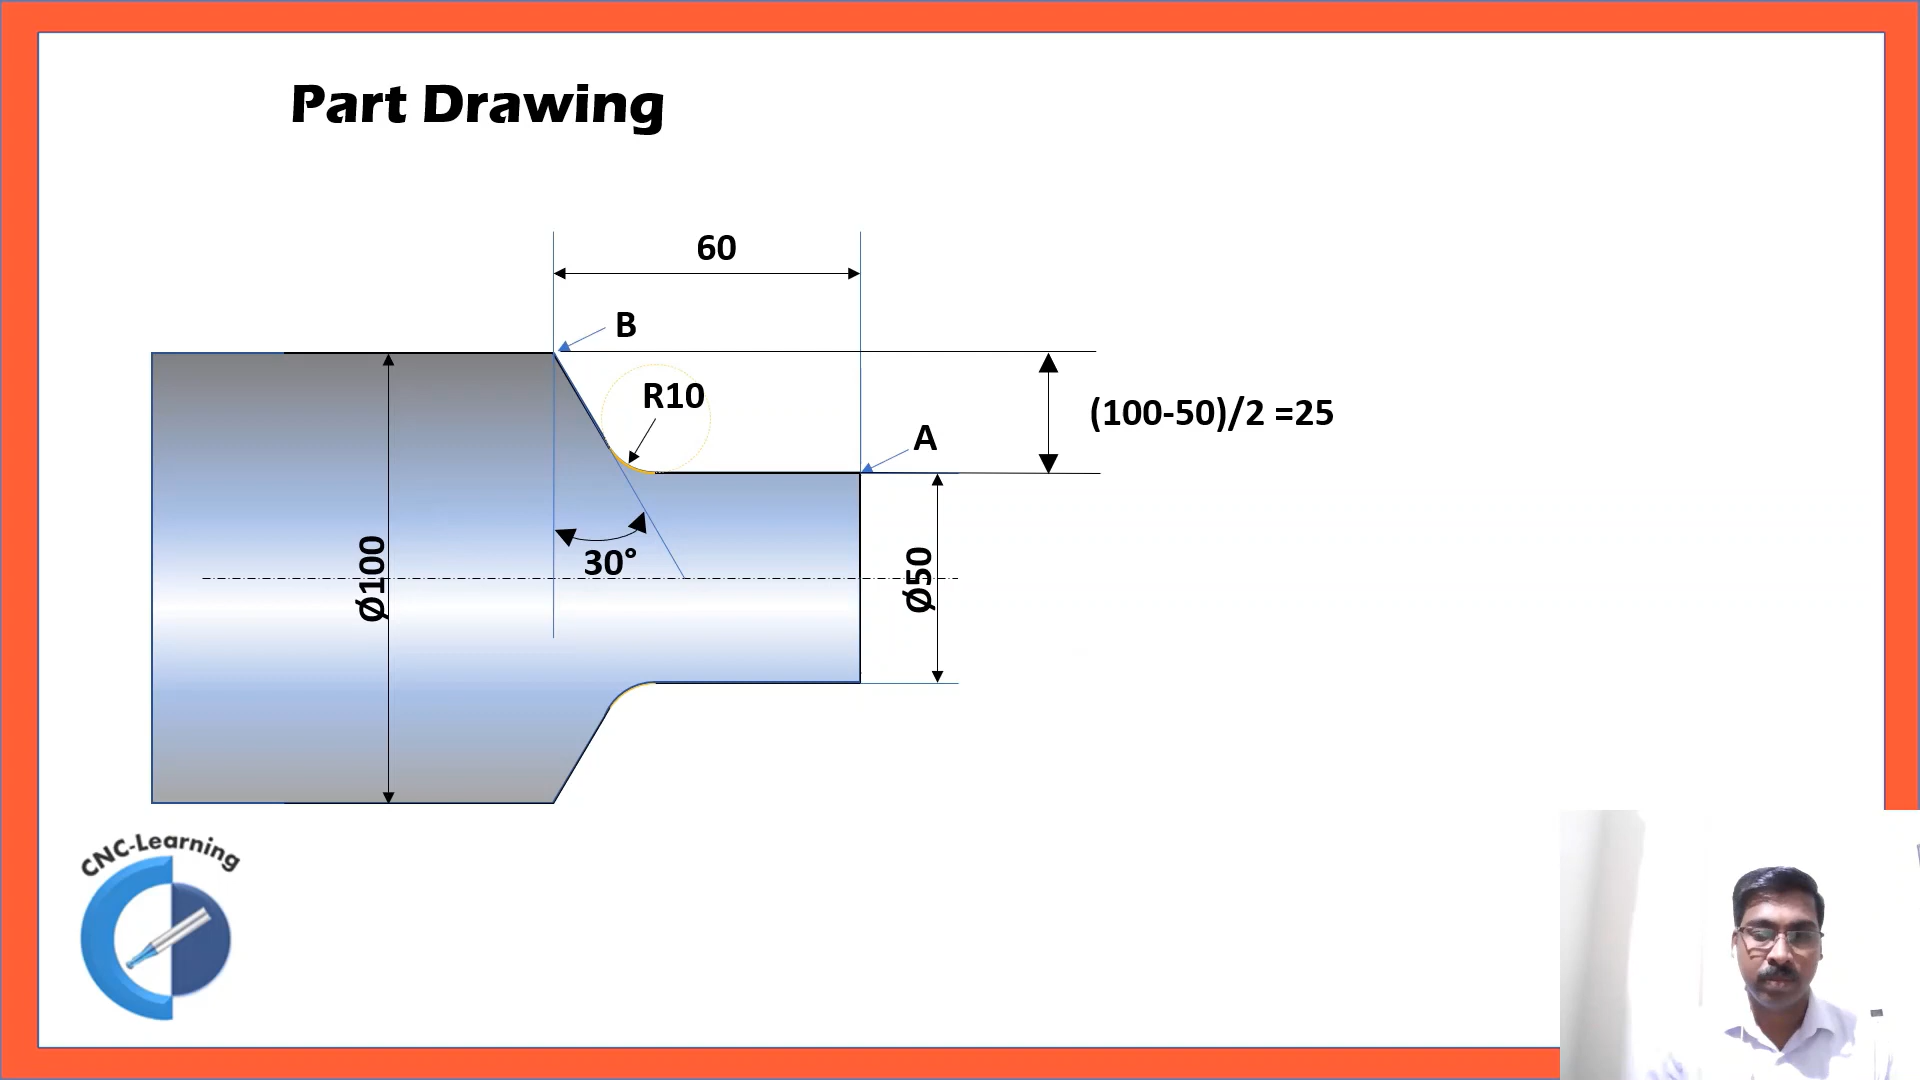 Part Drawing
60
B
R10
(100-50)/2 =25
A
30°
Ø100
Ø50
CNC-Learning